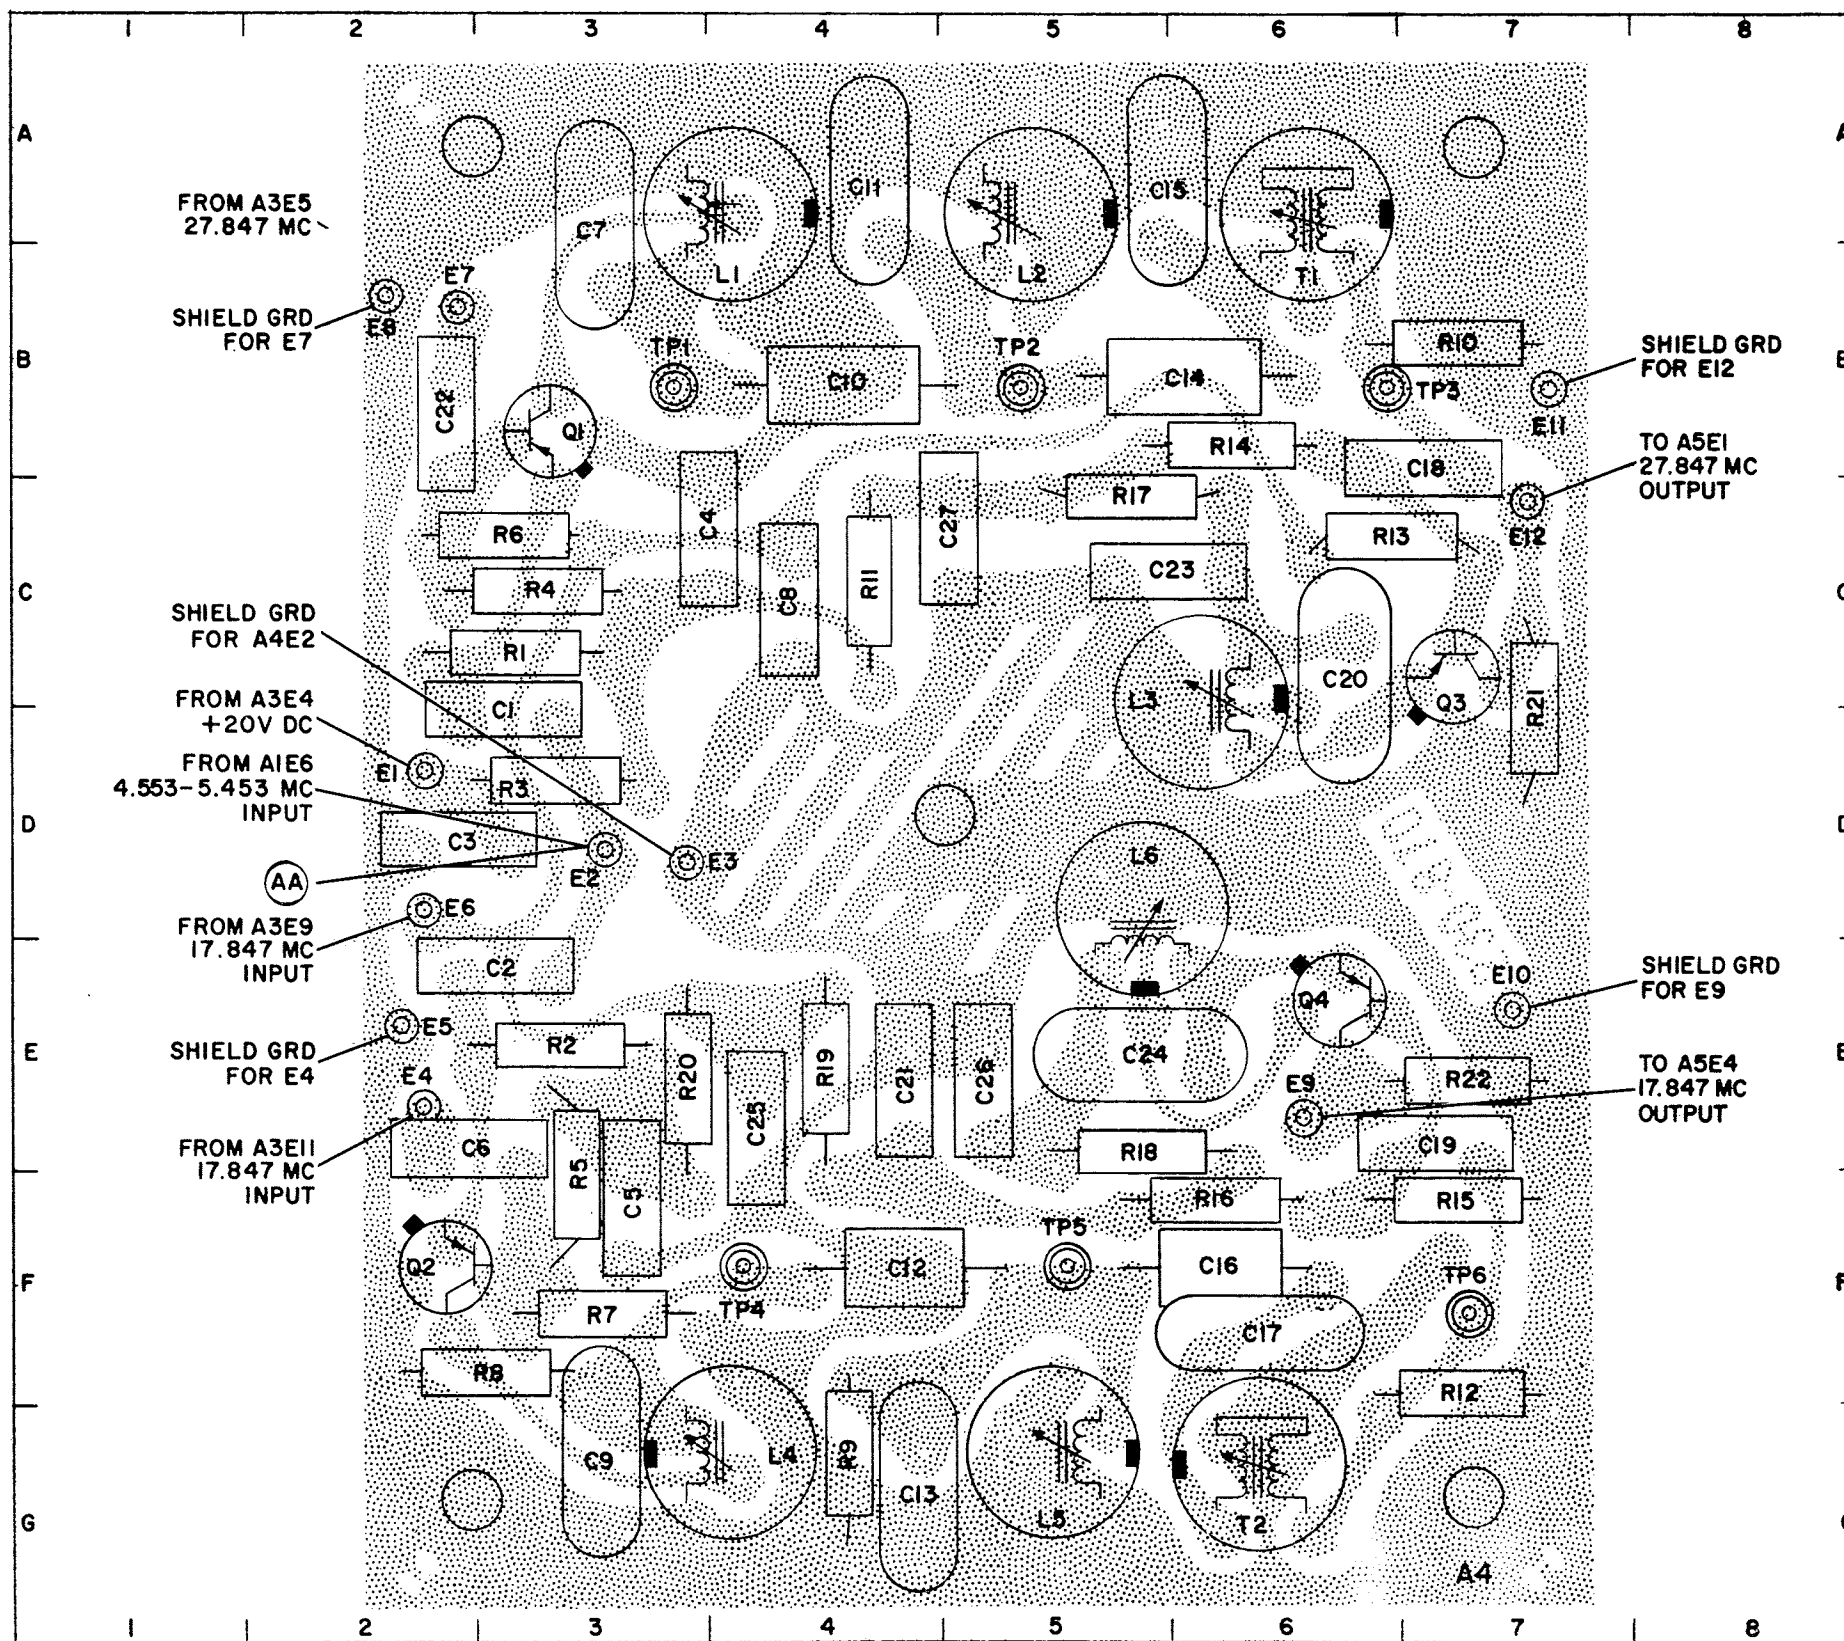 1 2 3 4 5 6 7 8
A
FROM A3E5
27.847 MC
C7
L1
C11
L2
C15
T1
E7
E8
SHIELD GRD
FOR E7
B
C22
Q1
TP1
C10
TP2
C14
R10
TP3
SHIELD GRD
FOR E12
E11
R14
C18
TO A5E1
27.847 MC
OUTPUT
R17
E12
R6
C4
C8
R11
C27
R13
C23
C
R4
SHIELD GRD
FOR A4E2
R1
C1
L3
C20
Q3
R21
FROM A3E4
+20V DC
E1
R3
FROM A1E6
4.553-5.453 MC
INPUT
D
C3
E2
E3
L6
AA
E6
FROM A3E9
17.847 MC
INPUT
C2
Q4
E10
SHIELD GRD
FOR E9
E5
R2
E
SHIELD GRD
FOR E4
E4
R20
C25
R19
C21
C26
C24
E9
R22
TO A5E4
17.847 MC
OUTPUT
FROM A3E11
17.847 MC
INPUT
C6
R5
C5
R18
C19
R16
R15
Q2
F
TP4
C12
TP5
C16
TP6
R7
C17
R8
R12
C9
L4
R9
C13
L5
T2
G
A4
1 2 3 4 5 6 7 8